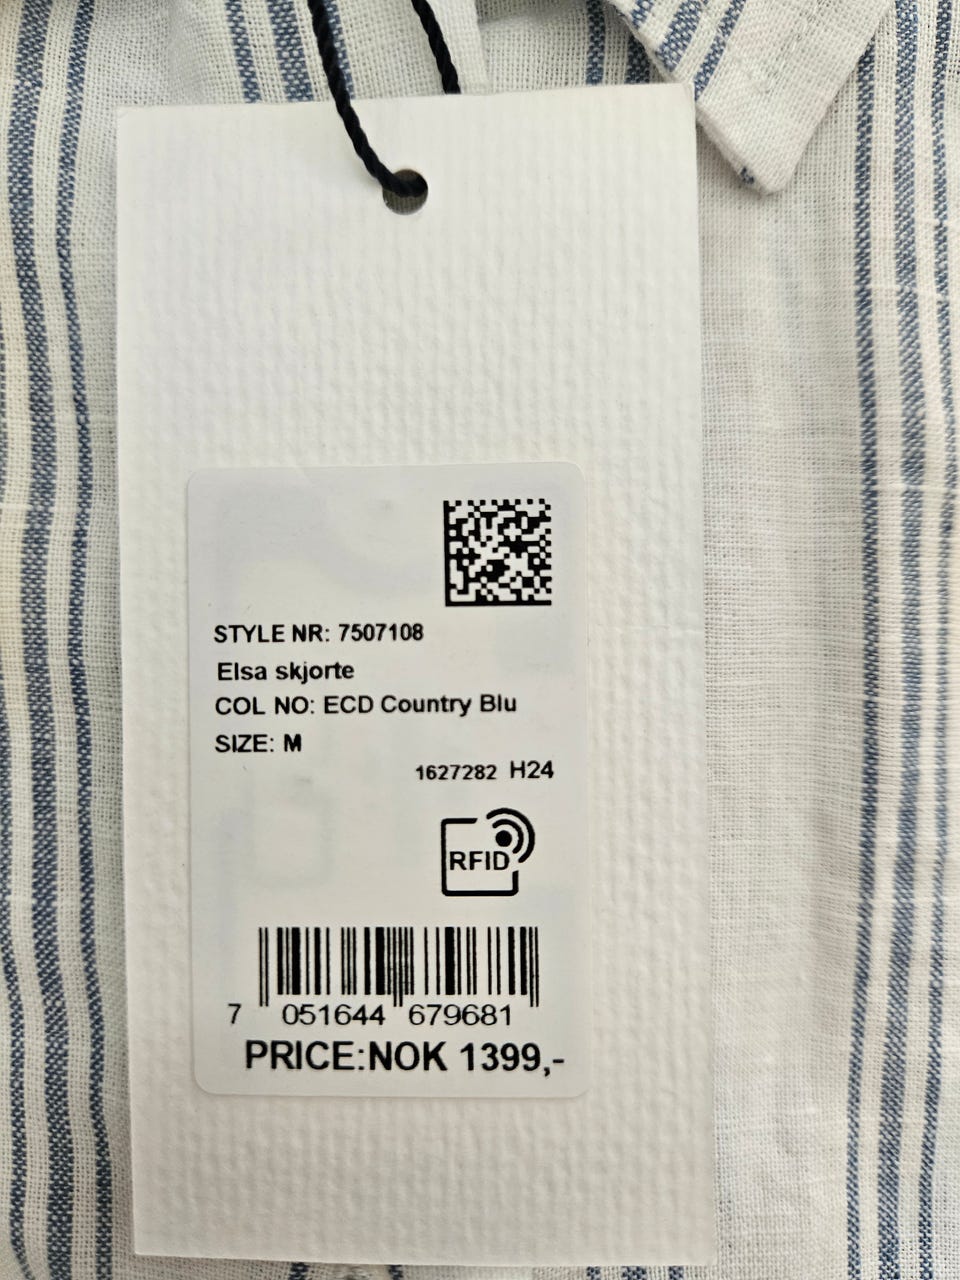 STYLE NR: 7507108
Elsa skjorte
COL NO: ECD Country Blu
SIZE: M
1627282 H24
RFID
7 051644 679681
PRICE:NOK 1399,-